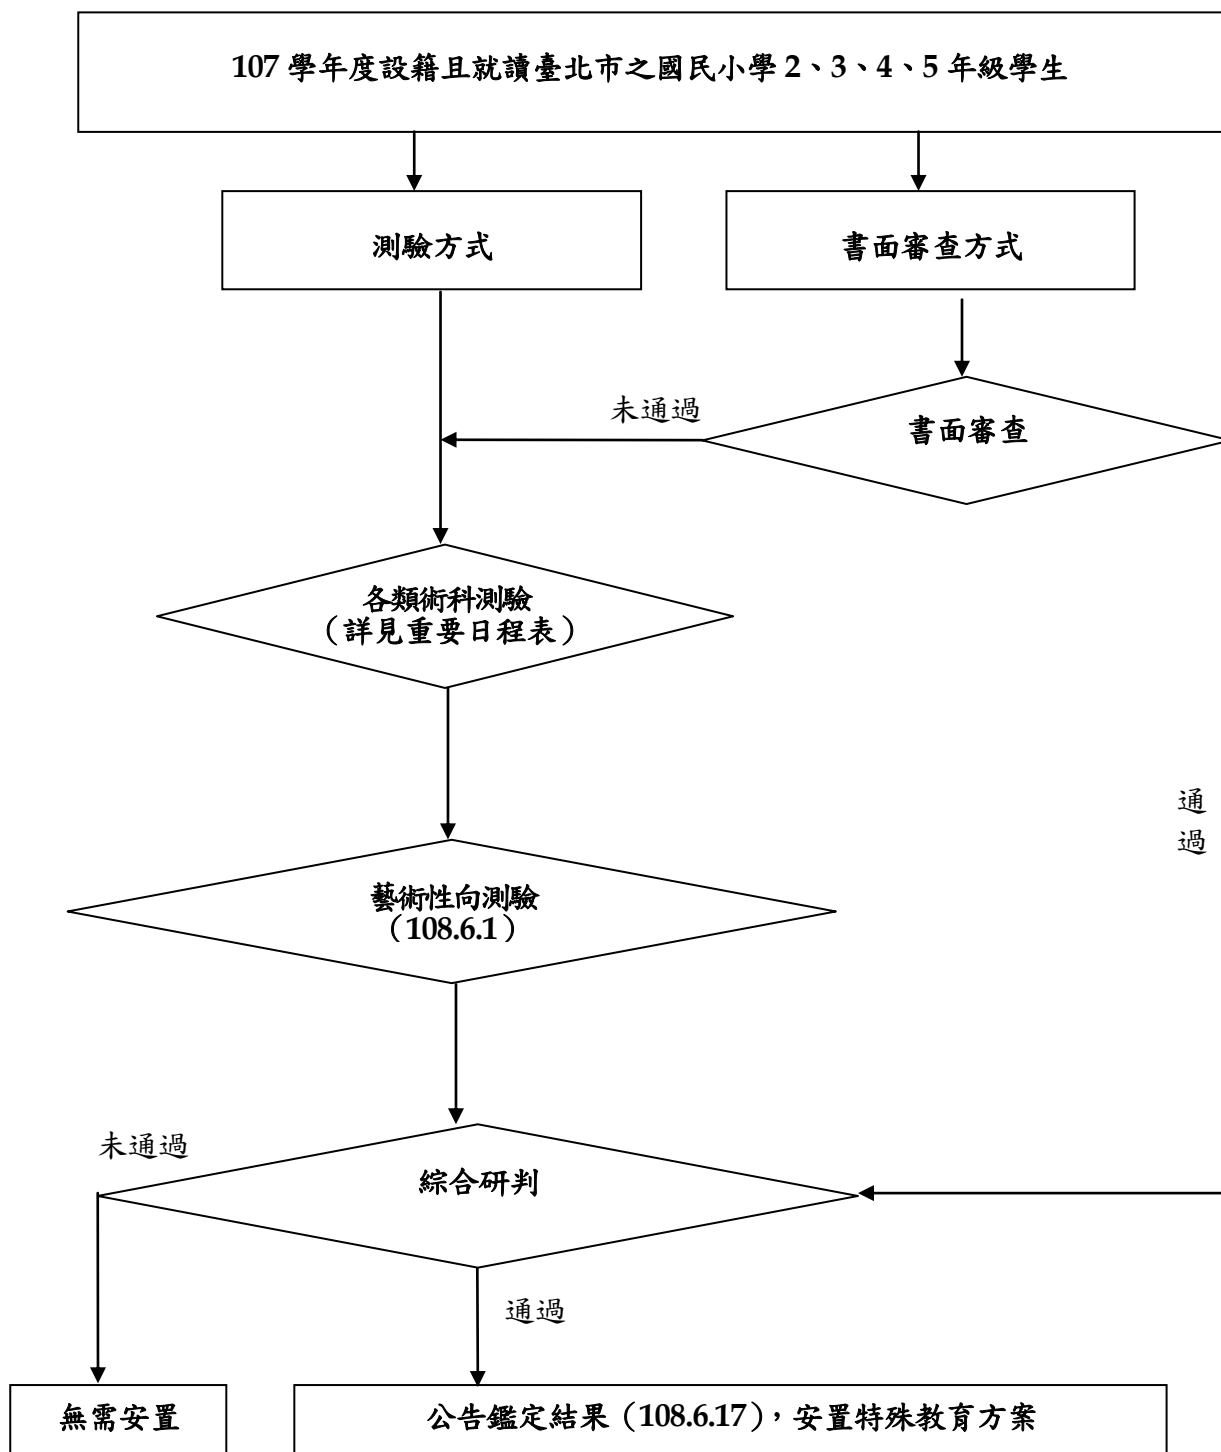 107 學年度設籍且就讀臺北市之國民小學 2、3、4、5 年級學生
測驗方式
書面審查方式
未通過
書面審查
各類術科測驗
（詳見重要日程表）
通
過
藝術性向測驗
（108.6.1）
未通過
綜合研判
通過
無需安置
公告鑑定結果（108.6.17），安置特殊教育方案